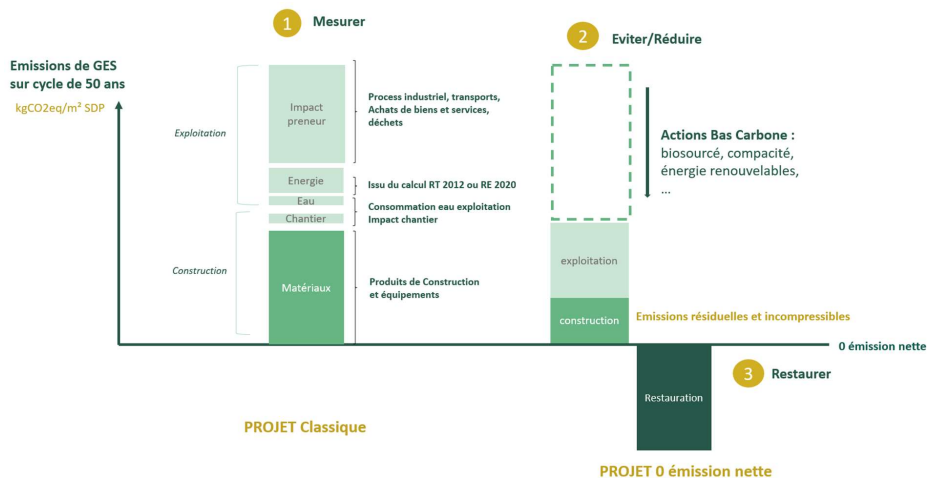 1
Mesurer
2
Eviter/Réduire
Emissions de GES
sur cycle de 50 ans
kgCO2eq/m² SDP
Exploitation
Construction
Impact
preneur
Energie
Eau
Chantier
Matériaux
Process industriel, transports,
Achats de biens et services,
déchets
Issu du calcul RT 2012 ou RE 2020
Consommation eau exploitation
Impact chantier
Produits de Construction
et équipements
Actions Bas Carbone :
biosourcé, compacité,
énergie renouvelables,
...
exploitation
construction
Emissions résiduelles et incompressibles
0 émission nette
3
Restaurer
Restauration
PROJET Classique
PROJET 0 émission nette